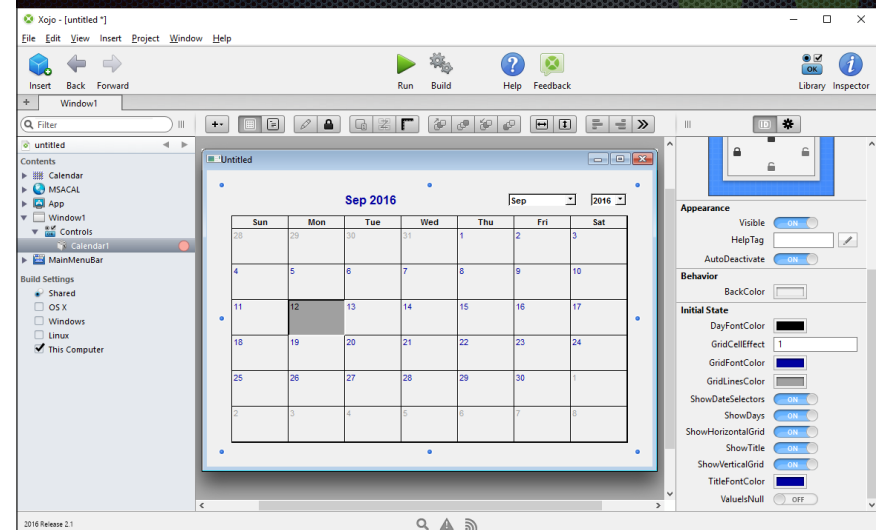 Xojo - [untitled *]
File Edit View Insert Project Window Help
Insert Back Forward Run Build Help Feedback OK Library Inspector
+ Window1
Filter
ID
untitled
Contents
Calendar
MSACAL
App
Window1
Controls
Calendar1
MainMenuBar
Build Settings
Shared
OS X
Windows
Linux
This Computer
Untitled
Sep 2016 Sep 2016
Sun Mon Tue Wed Thu Fri Sat
28 29 30 31 1 2 3
4 5 6 7 8 9 10
11 12 13 14 15 16 17
18 19 20 21 22 23 24
25 26 27 28 29 30 1
2 3 4 5 6 7 8
Appearance
Visible ON
HelpTag
AutoDeactivate ON
Behavior
BackColor
Initial State
DayFontColor
GridCellEffect 1
GridFontColor
GridLinesColor
ShowDateSelectors ON
ShowDays ON
ShowHorizontalGrid ON
ShowTitle ON
ShowVerticalGrid ON
TitleFontColor
ValueIsNull OFF
2016 Release 2.1